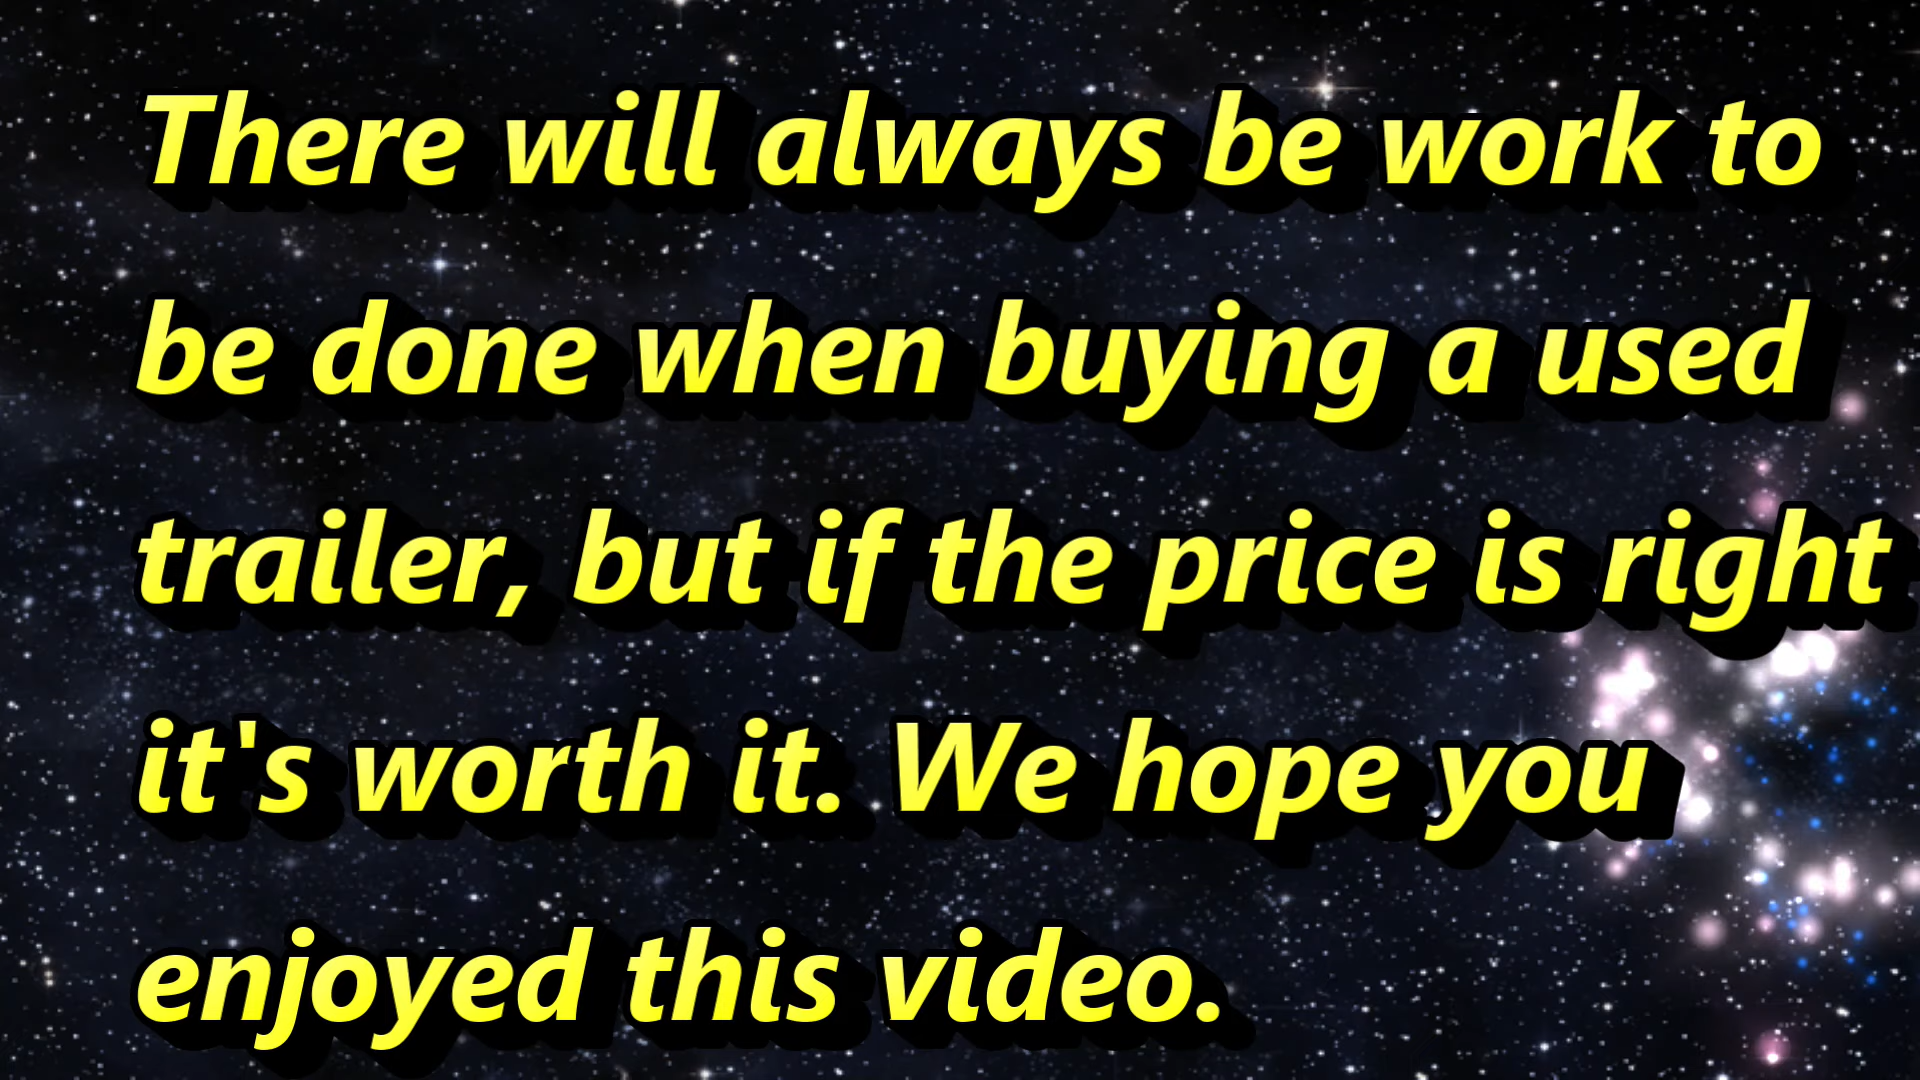 There will always be work to
be done when buying a used
trailer, but if the price is right
it's worth it. We hope you
enjoyed this video.